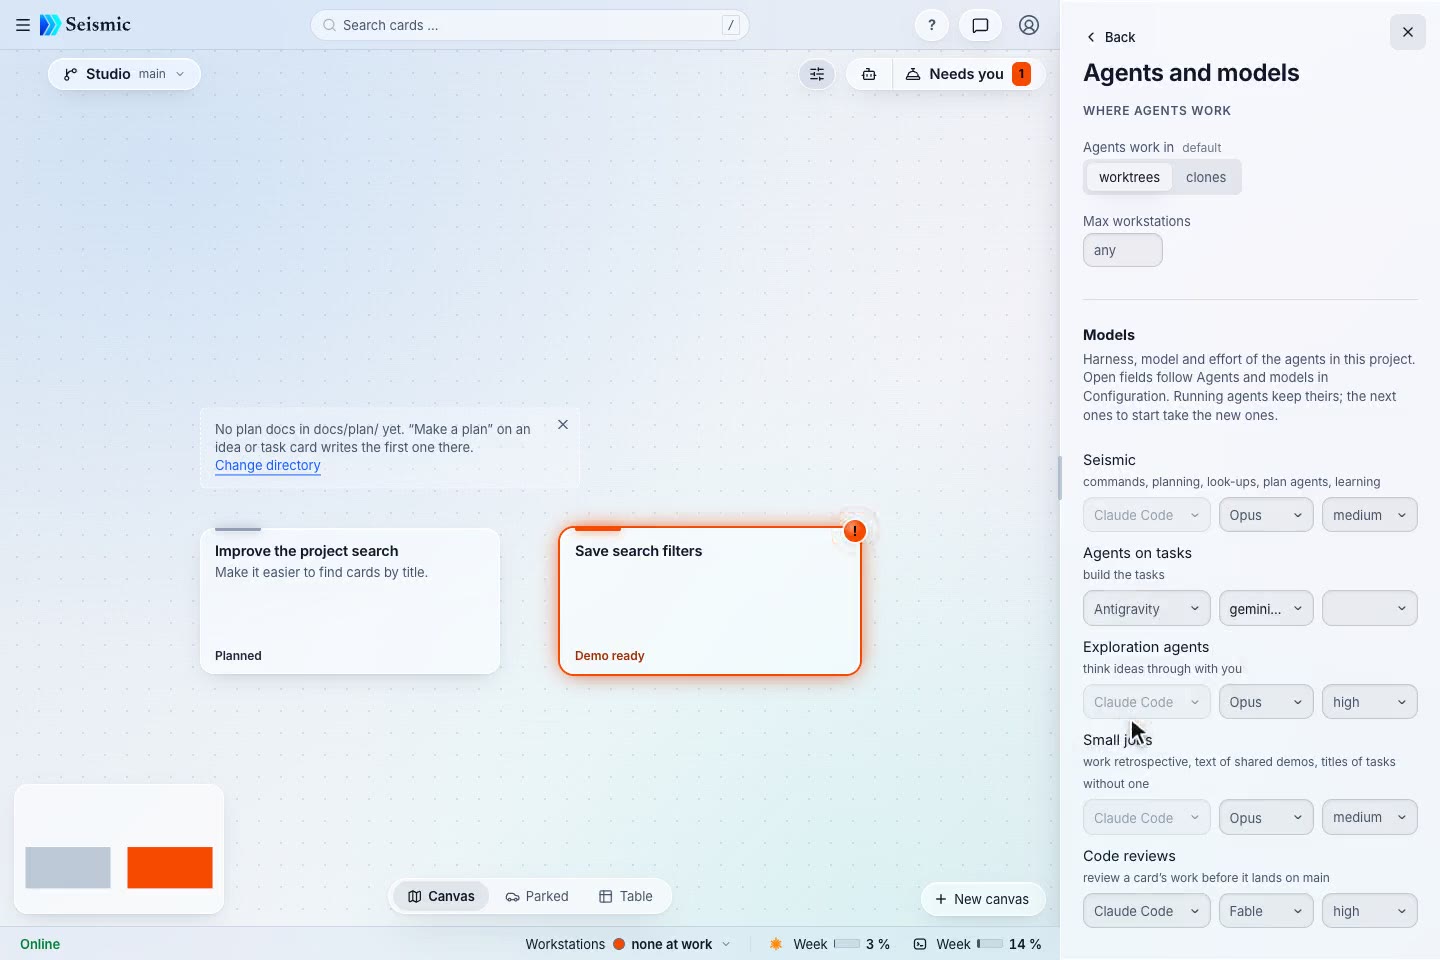 Seismic
Search cards ...
/
?
Studio main
Needs you 1
No plan docs in docs/plan/ yet. “Make a plan” on an
idea or task card writes the first one there.
Change directory
Improve the project search
Make it easier to find cards by title.
Planned
Save search filters
!
Demo ready
Canvas
Parked
Table
New canvas
Online
Workstations none at work
Week 3 %
Week 14 %
Back
Agents and models
WHERE AGENTS WORK
Agents work in default
worktrees clones
Max workstations
any
Models
Harness, model and effort of the agents in this project.
Open fields follow Agents and models in
Configuration. Running agents keep theirs; the next
ones to start take the new ones.
Seismic
commands, planning, look-ups, plan agents, learning
Claude Code Opus medium
Agents on tasks
build the tasks
Antigravity gemini...
Exploration agents
think ideas through with you
Claude Code Opus high
Small jobs
work retrospective, text of shared demos, titles of tasks
without one
Claude Code Opus medium
Code reviews
review a card’s work before it lands on main
Claude Code Fable high